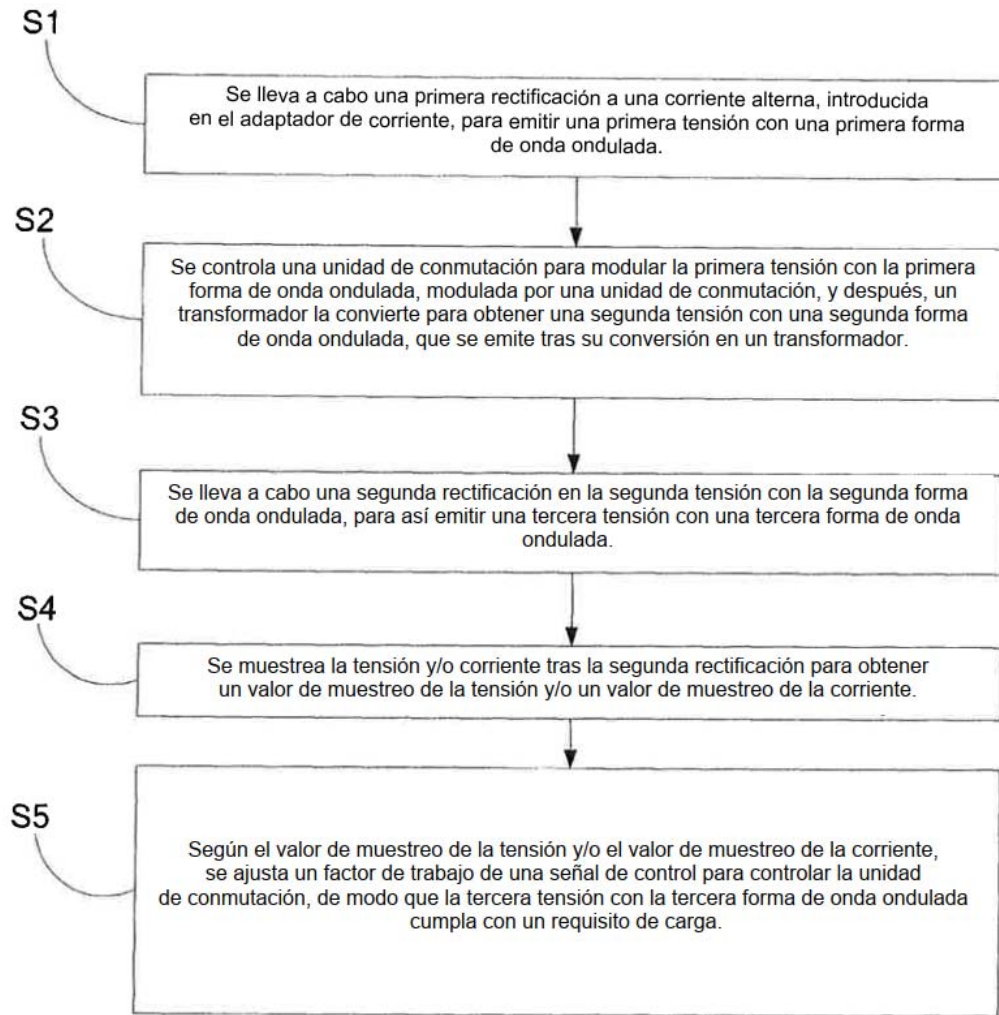 S1
Se lleva a cabo una primera rectificación a una corriente alterna, introducida
en el adaptador de corriente, para emitir una primera tensión con una primera forma
de onda ondulada.
S2
Se controla una unidad de conmutación para modular la primera tensión con la primera
forma de onda ondulada, modulada por una unidad de conmutación, y después, un
transformador la convierte para obtener una segunda tensión con una segunda forma
de onda ondulada, que se emite tras su conversión en un transformador.
S3
Se lleva a cabo una segunda rectificación en la segunda tensión con la segunda forma
de onda ondulada, para así emitir una tercera tensión con una tercera forma de onda
ondulada.
S4
Se muestrea la tensión y/o corriente tras la segunda rectificación para obtener
un valor de muestreo de la tensión y/o un valor de muestreo de la corriente.
S5
Según el valor de muestreo de la tensión y/o el valor de muestreo de la corriente,
se ajusta un factor de trabajo de una señal de control para controlar la unidad
de conmutación, de modo que la tercera tensión con la tercera forma de onda ondulada
cumpla con un requisito de carga.